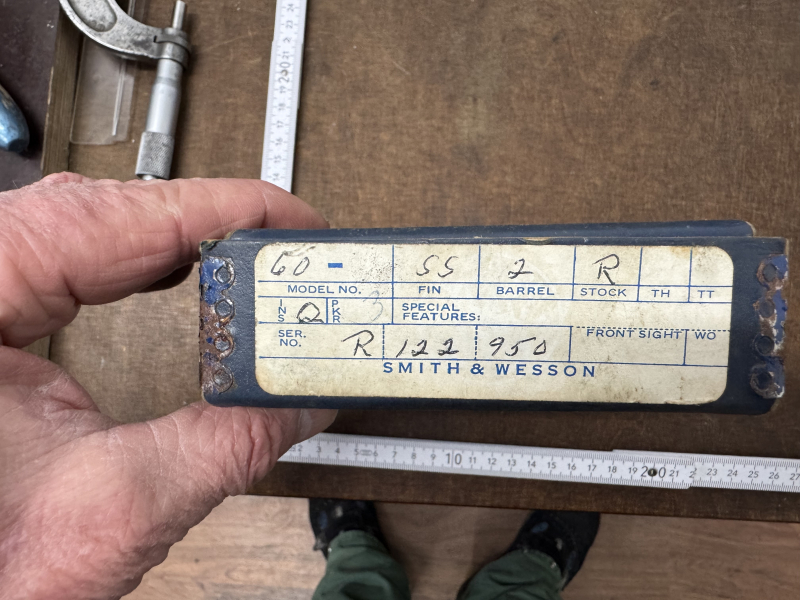 60 - SS 2 R
MODEL NO. FIN BARREL STOCK TH TT
INS Q PKR 3 SPECIAL FEATURES:
SER. NO. R 122 950 FRONT SIGHT WO
SMITH & WESSON